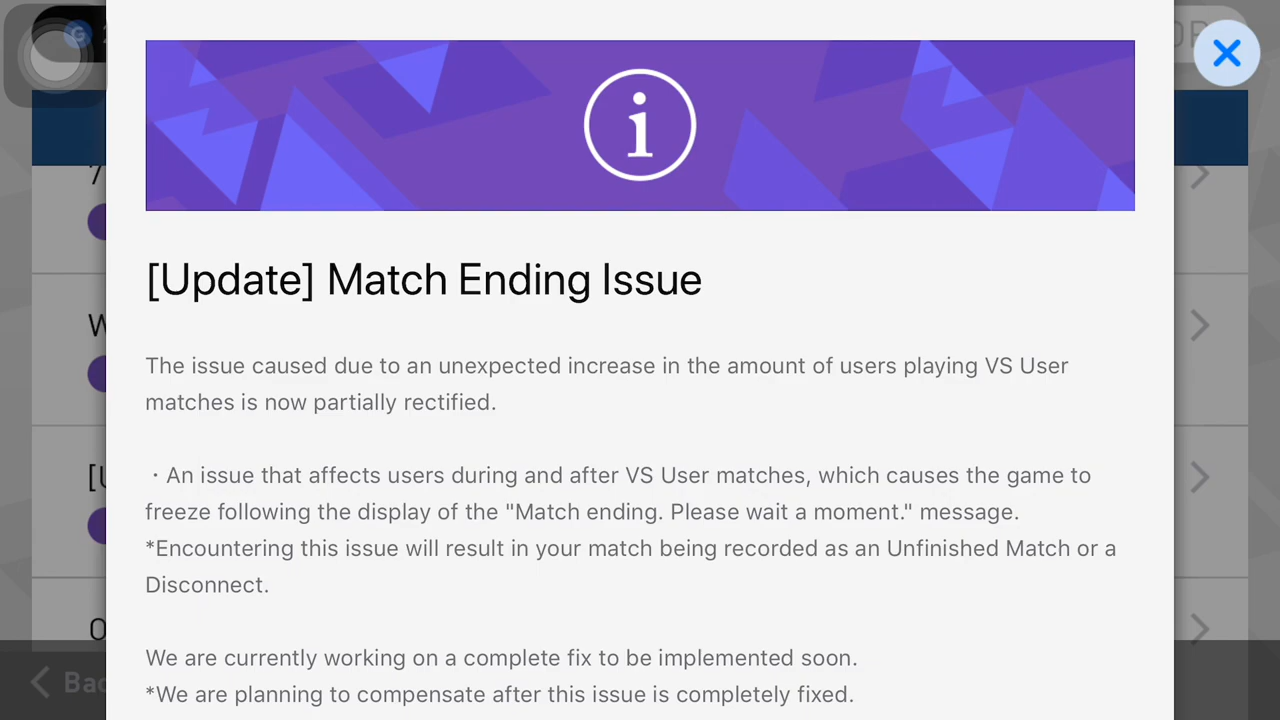 [Update] Match Ending Issue
The issue caused due to an unexpected increase in the amount of users playing VS User
matches is now partially rectified.
・An issue that affects users during and after VS User matches, which causes the game to
freeze following the display of the "Match ending. Please wait a moment." message.
*Encountering this issue will result in your match being recorded as an Unfinished Match or a
Disconnect.
We are currently working on a complete fix to be implemented soon.
*We are planning to compensate after this issue is completely fixed.